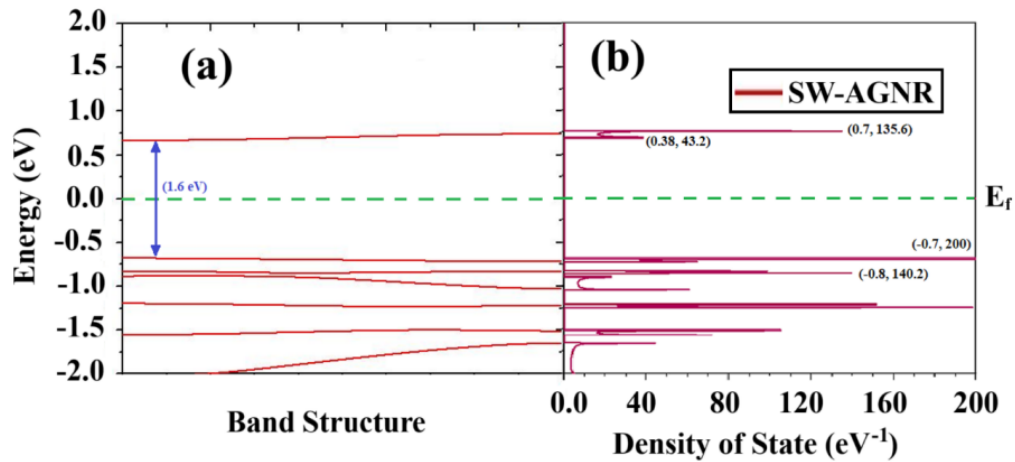 (a)
(b)
SW-AGNR
2.0
1.5
1.0
0.5
0.0
-0.5
-1.0
-1.5
-2.0
Energy (eV)
(1.6 eV)
(0.7, 135.6)
(0.38, 43.2)
E_f
(-0.7, 200)
(-0.8, 140.2)
0.0 40 80 120 160 200
Band Structure
Density of State (eV⁻¹)